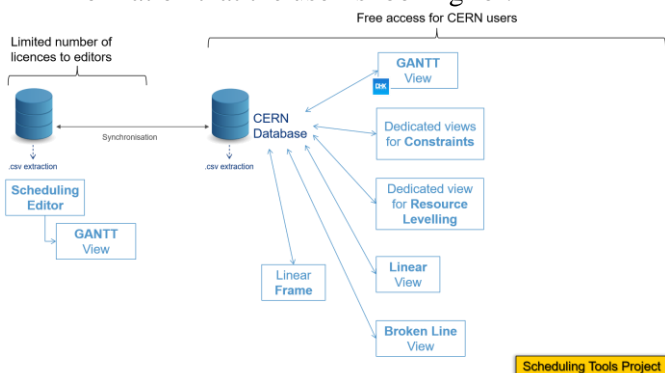 Free access for CERN users
Limited number of
licences to editors
GANTT
View
CERN
Database
Synchronisation
Dedicated views
for Constraints
.csv extraction
.csv extraction
Scheduling
Editor
Dedicated view
for Resource
Levelling
GANTT
View
Linear
Frame
Linear
View
Broken Line
View
Scheduling Tools Project